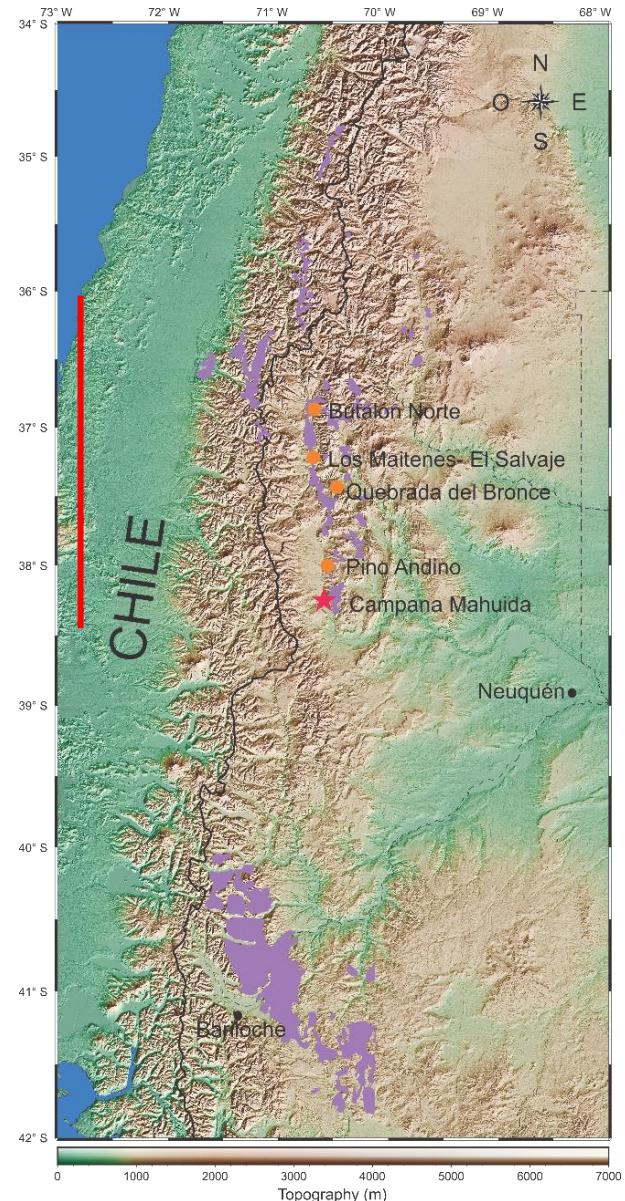 73° W 72° W 71° W 70° W 69° W 68° W
34° S
N
O E
S
35° S
36° S
Butalon Norte
37° S
Los Maitenes- El Salvaje
Quebrada del Bronce
CHILE
38° S
Pino Andino
Campana Mahuida
Neuquén
39° S
40° S
41° S
Bariloche
42° S
0 1000 2000 3000 4000 5000 6000 7000
Topography (m)